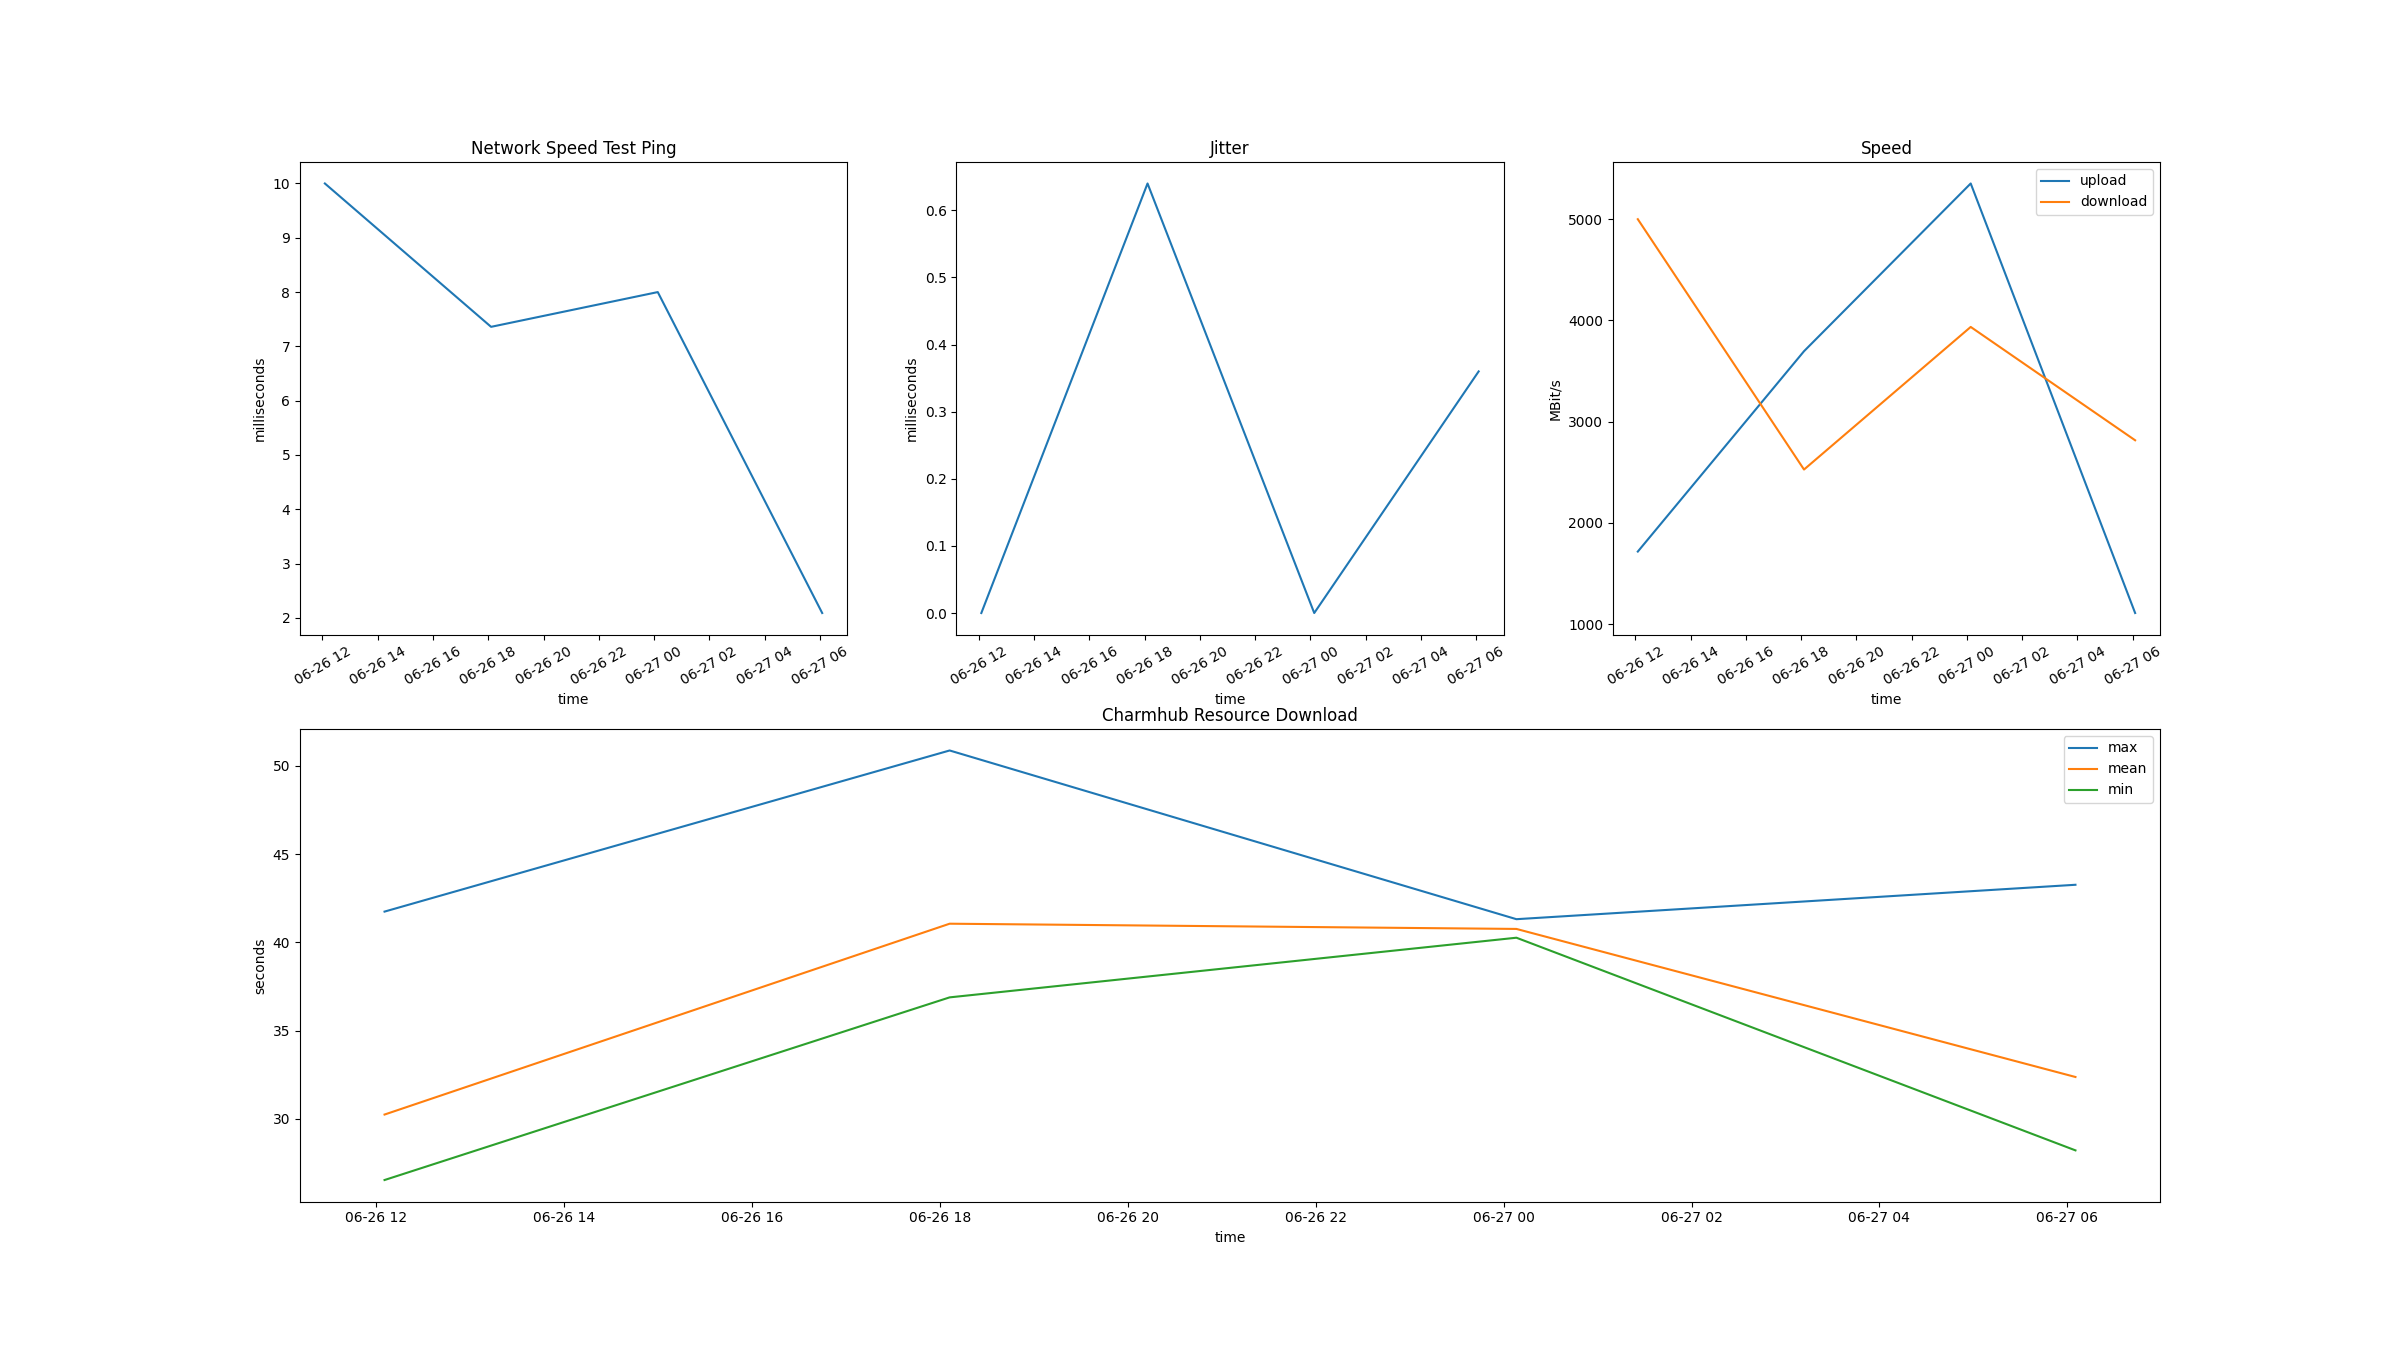 Network Speed Test Ping
milliseconds
10
9
8
7
6
5
4
3
2
06-26 12 06-26 14 06-26 16 06-26 18 06-26 20 06-26 22 06-27 00 06-27 02 06-27 04 06-27 06
time
Jitter
milliseconds
0.6
0.5
0.4
0.3
0.2
0.1
0.0
06-26 12 06-26 14 06-26 16 06-26 18 06-26 20 06-26 22 06-27 00 06-27 02 06-27 04 06-27 06
time
Speed
upload
download
MBit/s
5000
4000
3000
2000
1000
06-26 12 06-26 14 06-26 16 06-26 18 06-26 20 06-26 22 06-27 00 06-27 02 06-27 04 06-27 06
time
Charmhub Resource Download
max
mean
min
seconds
50
45
40
35
30
06-26 12 06-26 14 06-26 16 06-26 18 06-26 20 06-26 22 06-27 00 06-27 02 06-27 04 06-27 06
time